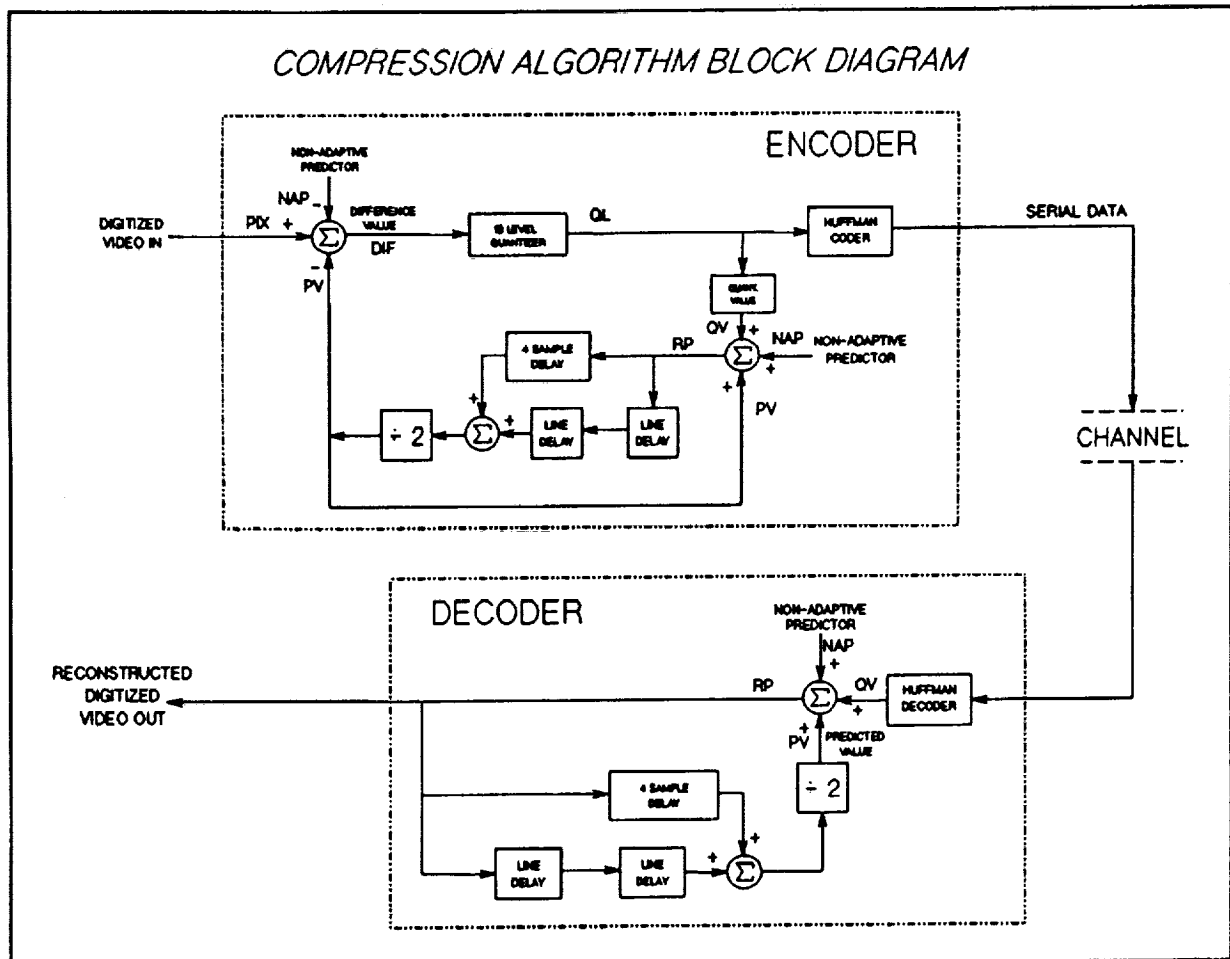 COMPRESSION ALGORITHM BLOCK DIAGRAM
ENCODER
NON-ADAPTIVE
PREDICTOR
NAP -
DIGITIZED
VIDEO IN
PIX +
Σ
DIFFERENCE
VALUE
DIF
-
PV
QUANTIZER
QL
HUFFMAN
CODER
SERIAL DATA
QUANT.
VALUE
QV +
Σ
NAP
+
NON-ADAPTIVE
PREDICTOR
+
PV
RP
4 SAMPLE
DELAY
LINE
DELAY
LINE
DELAY
+
+
Σ
÷ 2
CHANNEL
DECODER
NON-ADAPTIVE
PREDICTOR
NAP
+
Σ
QV
+
HUFFMAN
DECODER
RP
+
PV
PREDICTED
VALUE
÷ 2
RECONSTRUCTED
DIGITIZED
VIDEO OUT
4 SAMPLE
DELAY
LINE
DELAY
LINE
DELAY
+
+
Σ